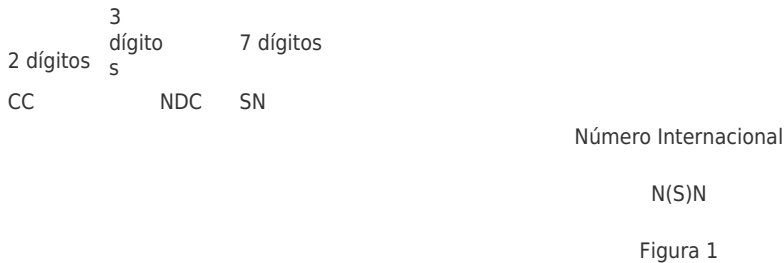 2 dígitos
3
dígito
s
7 dígitos
CC
NDC
SN
Número Internacional
N(S)N
Figura 1